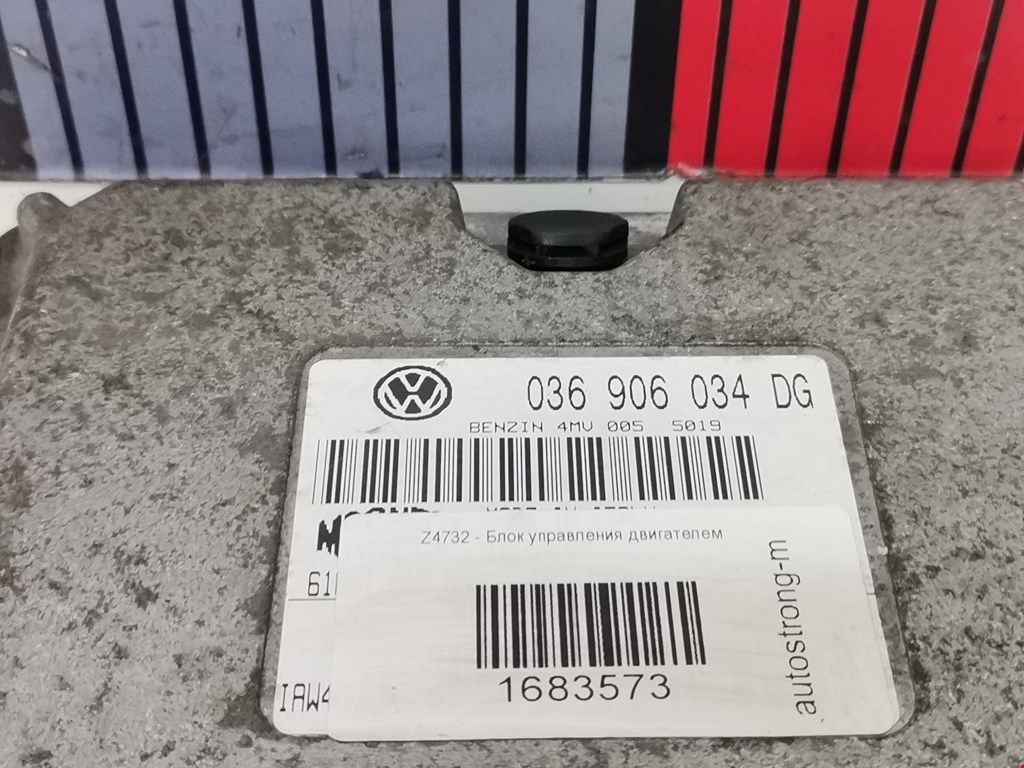 036 906 034 DG
BENZIN 4MV 005 5019
Z4732 - Блок управления двигателем
1683573
autostrong-m